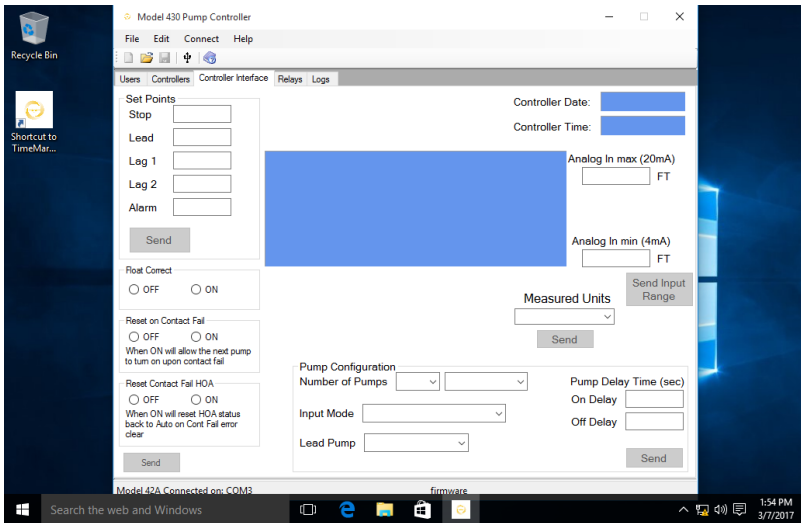 Model 430 Pump Controller
File Edit Connect Help
Recycle Bin
Users Controllers Controller Interface Relays Logs
Set Points
Stop
Lead
Lag 1
Lag 2
Alarm
Send
Controller Date:
Controller Time:
Shortcut to
TimeMar...
Analog In max (20mA)
FT
Analog In min (4mA)
FT
Send Input
Range
Float Correct
OFF ON
Measured Units
Send
Reset on Contact Fail
OFF ON
When ON will allow the next pump
to turn on upon contact fail
Reset Contact Fail HOA
OFF ON
When ON will reset HOA status
back to Auto on Cont Fail error
clear
Send
Pump Configuration
Number of Pumps
Input Mode
Lead Pump
Pump Delay Time (sec)
On Delay
Off Delay
Send
Model 42A Connected on: COM3 firmware
Search the web and Windows
1:54 PM
3/7/2017